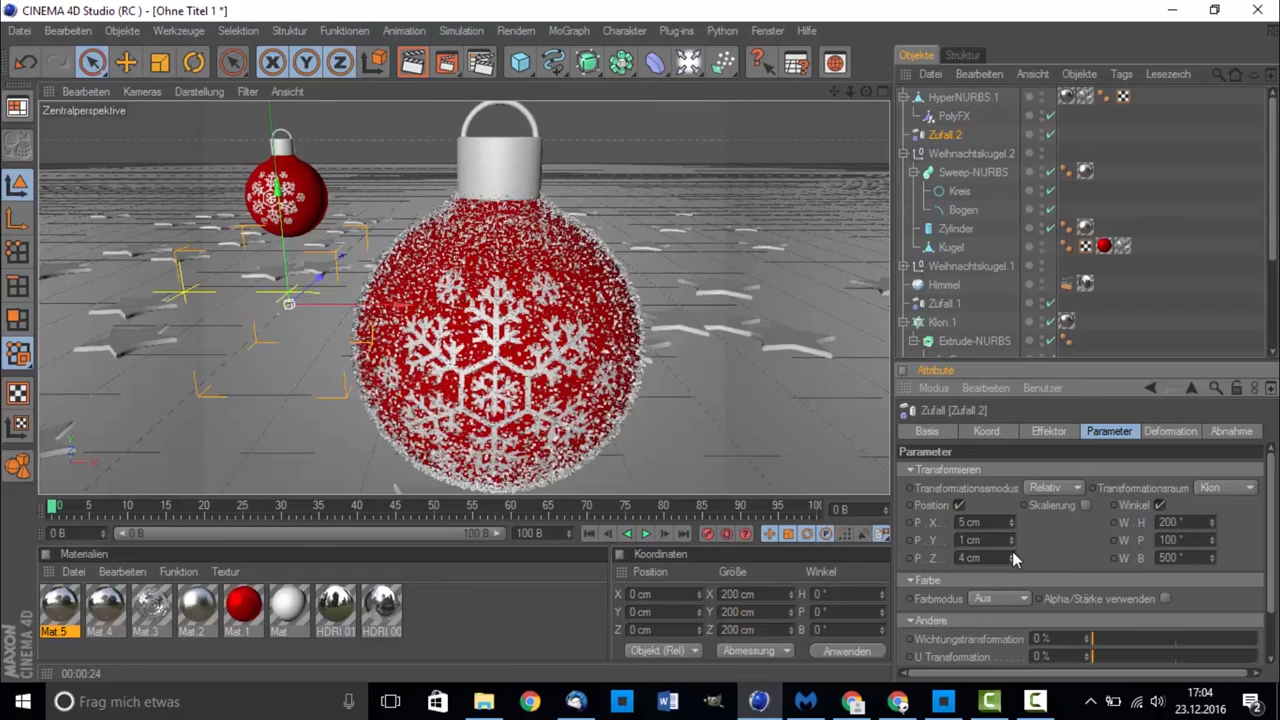 CINEMA 4D Studio (RC ) - [Ohne Titel 1 *]
Datei Bearbeiten Objekte Werkzeuge Selektion Struktur Funktionen Animation Simulation Rendern MoGraph Charakter Plug-ins Python Fenster Hilfe
X Y Z
Bearbeiten Kameras Darstellung Filter Ansicht
Zentralperspektive
Objekte Struktur
Datei Bearbeiten Ansicht Objekte Tags Lesezeich
HyperNURBS.1
PolyFX
Zufall.2
Weihnachtskugel.2
Sweep-NURBS
Kreis
Bogen
Zylinder
Kugel
Weihnachtskugel.1
Himmel
Zufall.1
Klon.1
Extrude-NURBS
Attribute
Modus Bearbeiten Benutzer
Zufall [Zufall.2]
Basis Koord. Effektor Parameter Deformation Abnahme
Parameter
Transformieren
Transformationsmodus Relativ Transformationsraum Klon
Position Skalierung Winkel
P . X . . 5 cm W . H 200 °
P . Y . . 1 cm W . P 100 °
P . Z . . 4 cm W . B 500 °
Farbe
Farbmodus Aus Alpha/Stärke verwenden
Andere
Wichtungstransformation 0 %
U Transformation 0 %
0 5 10 15 20 25 30 35 40 45 50 55 60 65 70 75 80 85 90 95 100 0 B
0 B 0 B 100 B 100 B
Materialien
Datei Bearbeiten Funktion Textur
Mat.5 Mat.4 Mat.3 Mat.2 Mat.1 Mat HDRI 01 HDRI 00
Koordinaten
Position Größe Winkel
X 0 cm X 200 cm H 0 °
Y 0 cm Y 200 cm P 0 °
Z 0 cm Z 200 cm B 0 °
Objekt (Rel) Abmessung Anwenden
00:00:24
MAXON
CINEMA 4D
Frag mich etwas
17:04
23.12.2016
2